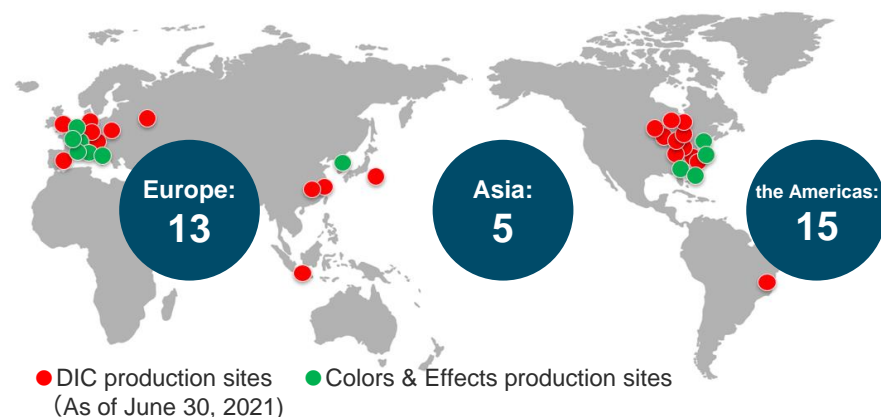 Europe:
13
Asia:
5
the Americas:
15
DIC production sites
（As of June 30, 2021)
Colors & Effects production sites